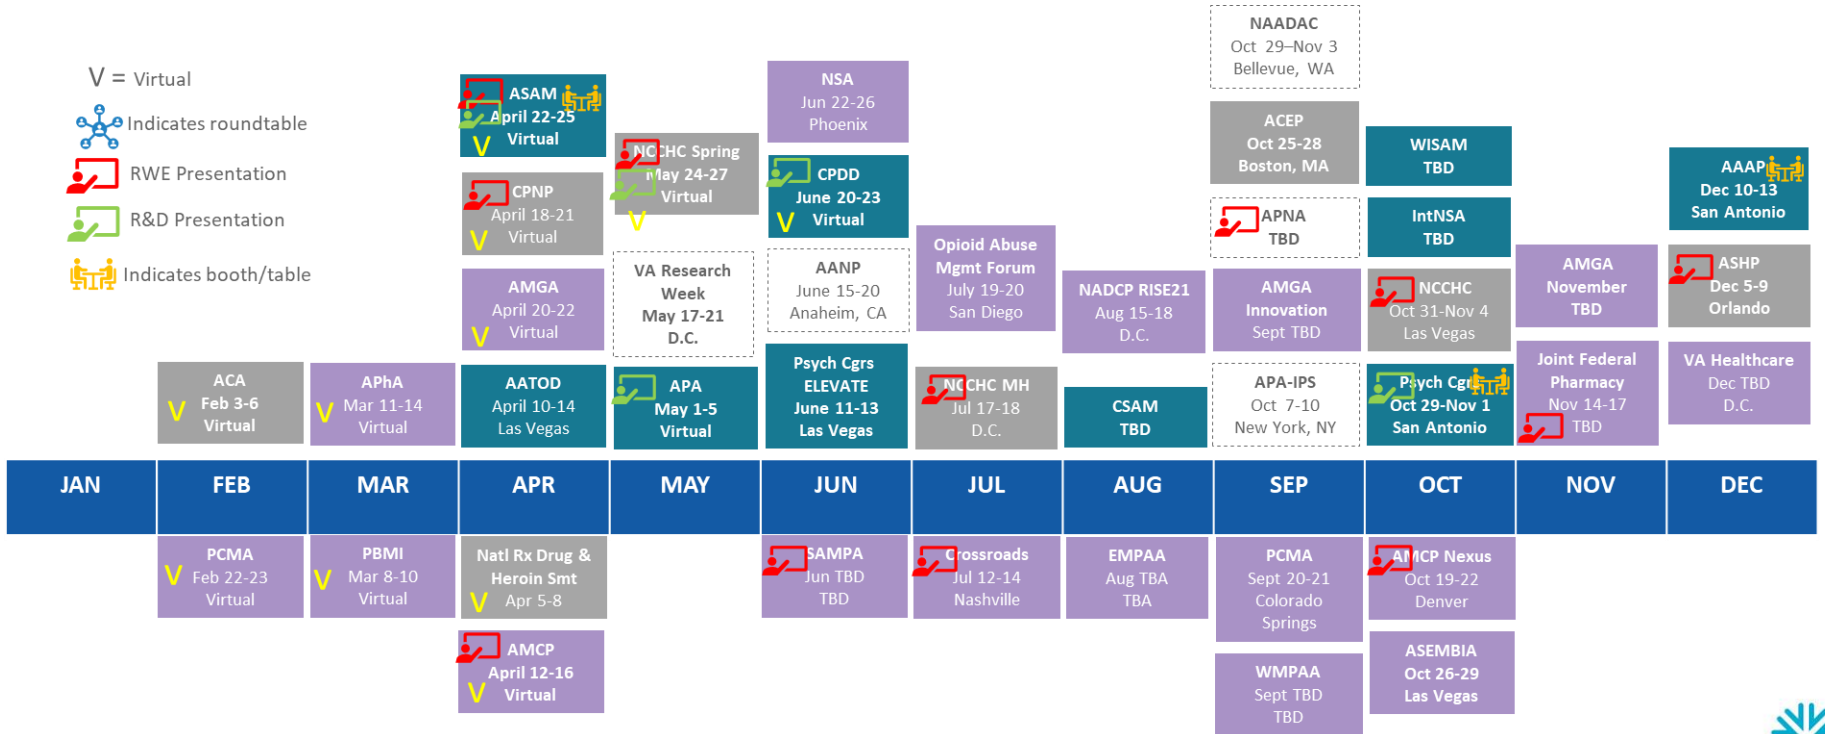 V = Virtual
Indicates roundtable
RWE Presentation
R&D Presentation
Indicates booth/table
ACA
Feb 3-6
Virtual
V
APhA
Mar 11-14
Virtual
V
ASAM
April 22-25
Virtual
V
CPNP
April 18-21
Virtual
V
AMGA
April 20-22
Virtual
V
AATOD
April 10-14
Las Vegas
NCCHC Spring
May 24-27
Virtual
V
VA Research
Week
May 17-21
D.C.
APA
May 1-5
Virtual
NSA
Jun 22-26
Phoenix
CPDD
June 20-23
Virtual
V
AANP
June 15-20
Anaheim, CA
Psych Cgrs
ELEVATE
June 11-13
Las Vegas
Opioid Abuse
Mgmt Forum
July 19-20
San Diego
NCCHC MH
Jul 17-18
D.C.
NADCP RISE21
Aug 15-18
D.C.
CSAM
TBD
NAADAC
Oct 29–Nov 3
Bellevue, WA
ACEP
Oct 25-28
Boston, MA
APNA
TBD
AMGA
Innovation
Sept TBD
APA-IPS
Oct 7-10
New York, NY
WISAM
TBD
IntNSA
TBD
NCCHC
Oct 31-Nov 4
Las Vegas
Psych Cgrs
Oct 29-Nov 1
San Antonio
AMGA
November
TBD
Joint Federal
Pharmacy
Nov 14-17
TBD
AAAP
Dec 10-13
San Antonio
ASHP
Dec 5-9
Orlando
VA Healthcare
Dec TBD
D.C.
JAN FEB MAR APR MAY JUN JUL AUG SEP OCT NOV DEC
PCMA
Feb 22-23
Virtual
V
PBMI
Mar 8-10
Virtual
V
Natl Rx Drug &
Heroin Smt
Apr 5-8
V
AMCP
April 12-16
Virtual
V
SAMPA
Jun TBD
TBD
Crossroads
Jul 12-14
Nashville
EMPAA
Aug TBA
TBA
PCMA
Sept 20-21
Colorado
Springs
WMPAA
Sept TBD
TBD
AMCP Nexus
Oct 19-22
Denver
ASEMBIA
Oct 26-29
Las Vegas